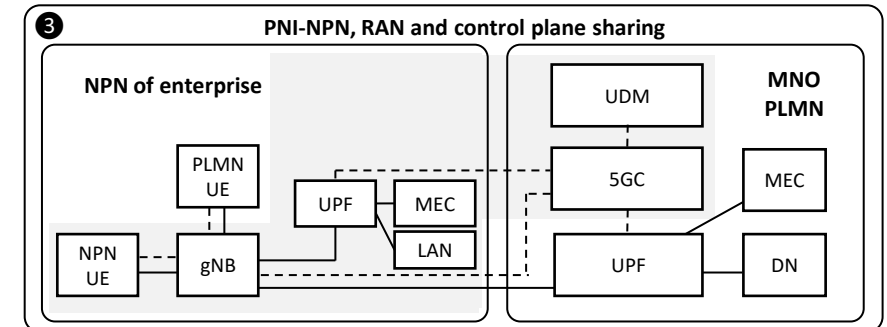 ❸
PNI-NPN, RAN and control plane sharing
NPN of enterprise
MNO
PLMN
UDM
PLMN
UE
5GC
MEC
UPF
MEC
LAN
NPN
UE
gNB
UPF
DN